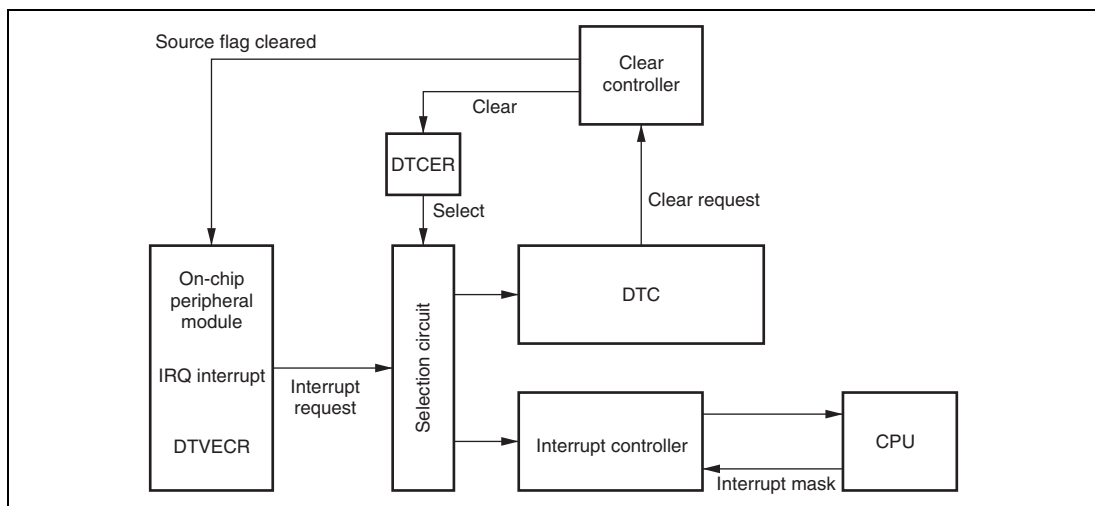 Source flag cleared
Clear
controller
Clear
DTCER
Clear request
Select
On-chip
peripheral
module
IRQ interrupt
DTVECR
Interrupt
request
Selection circuit
DTC
Interrupt controller
CPU
Interrupt mask